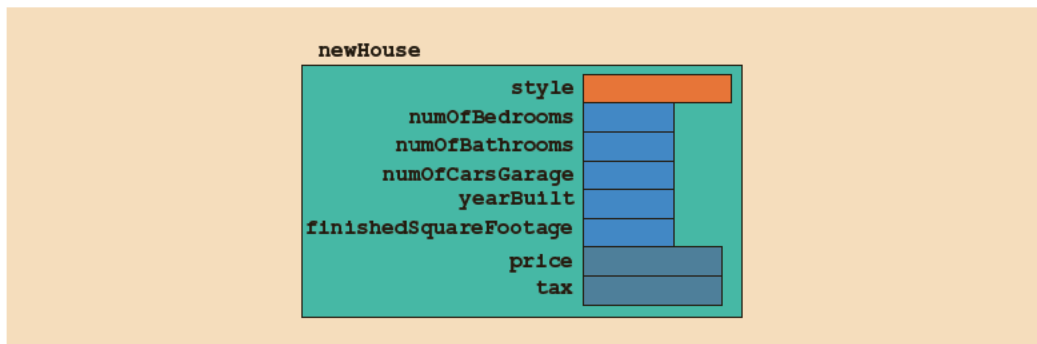 newHouse
style
numOfBedrooms
numOfBathrooms
numOfCarsGarage
yearBuilt
finishedSquareFootage
price
tax